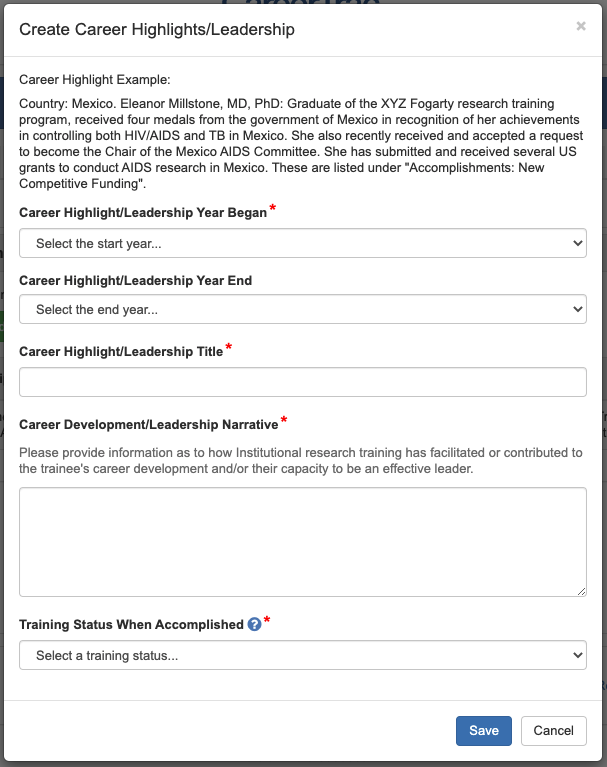 Create Career Highlights/Leadership
×
Career Highlight Example:
Country: Mexico. Eleanor Millstone, MD, PhD: Graduate of the XYZ Fogarty research training
program, received four medals from the government of Mexico in recognition of her achievements
in controlling both HIV/AIDS and TB in Mexico. She also recently received and accepted a request
to become the Chair of the Mexico AIDS Committee. She has submitted and received several US
grants to conduct AIDS research in Mexico. These are listed under "Accomplishments: New
Competitive Funding".
Career Highlight/Leadership Year Began*
Select the start year...
Career Highlight/Leadership Year End
Select the end year...
Career Highlight/Leadership Title*
Career Development/Leadership Narrative*
Please provide information as to how Institutional research training has facilitated or contributed to
the trainee's career development and/or their capacity to be an effective leader.
Training Status When Accomplished ?*
Select a training status...
Save Cancel